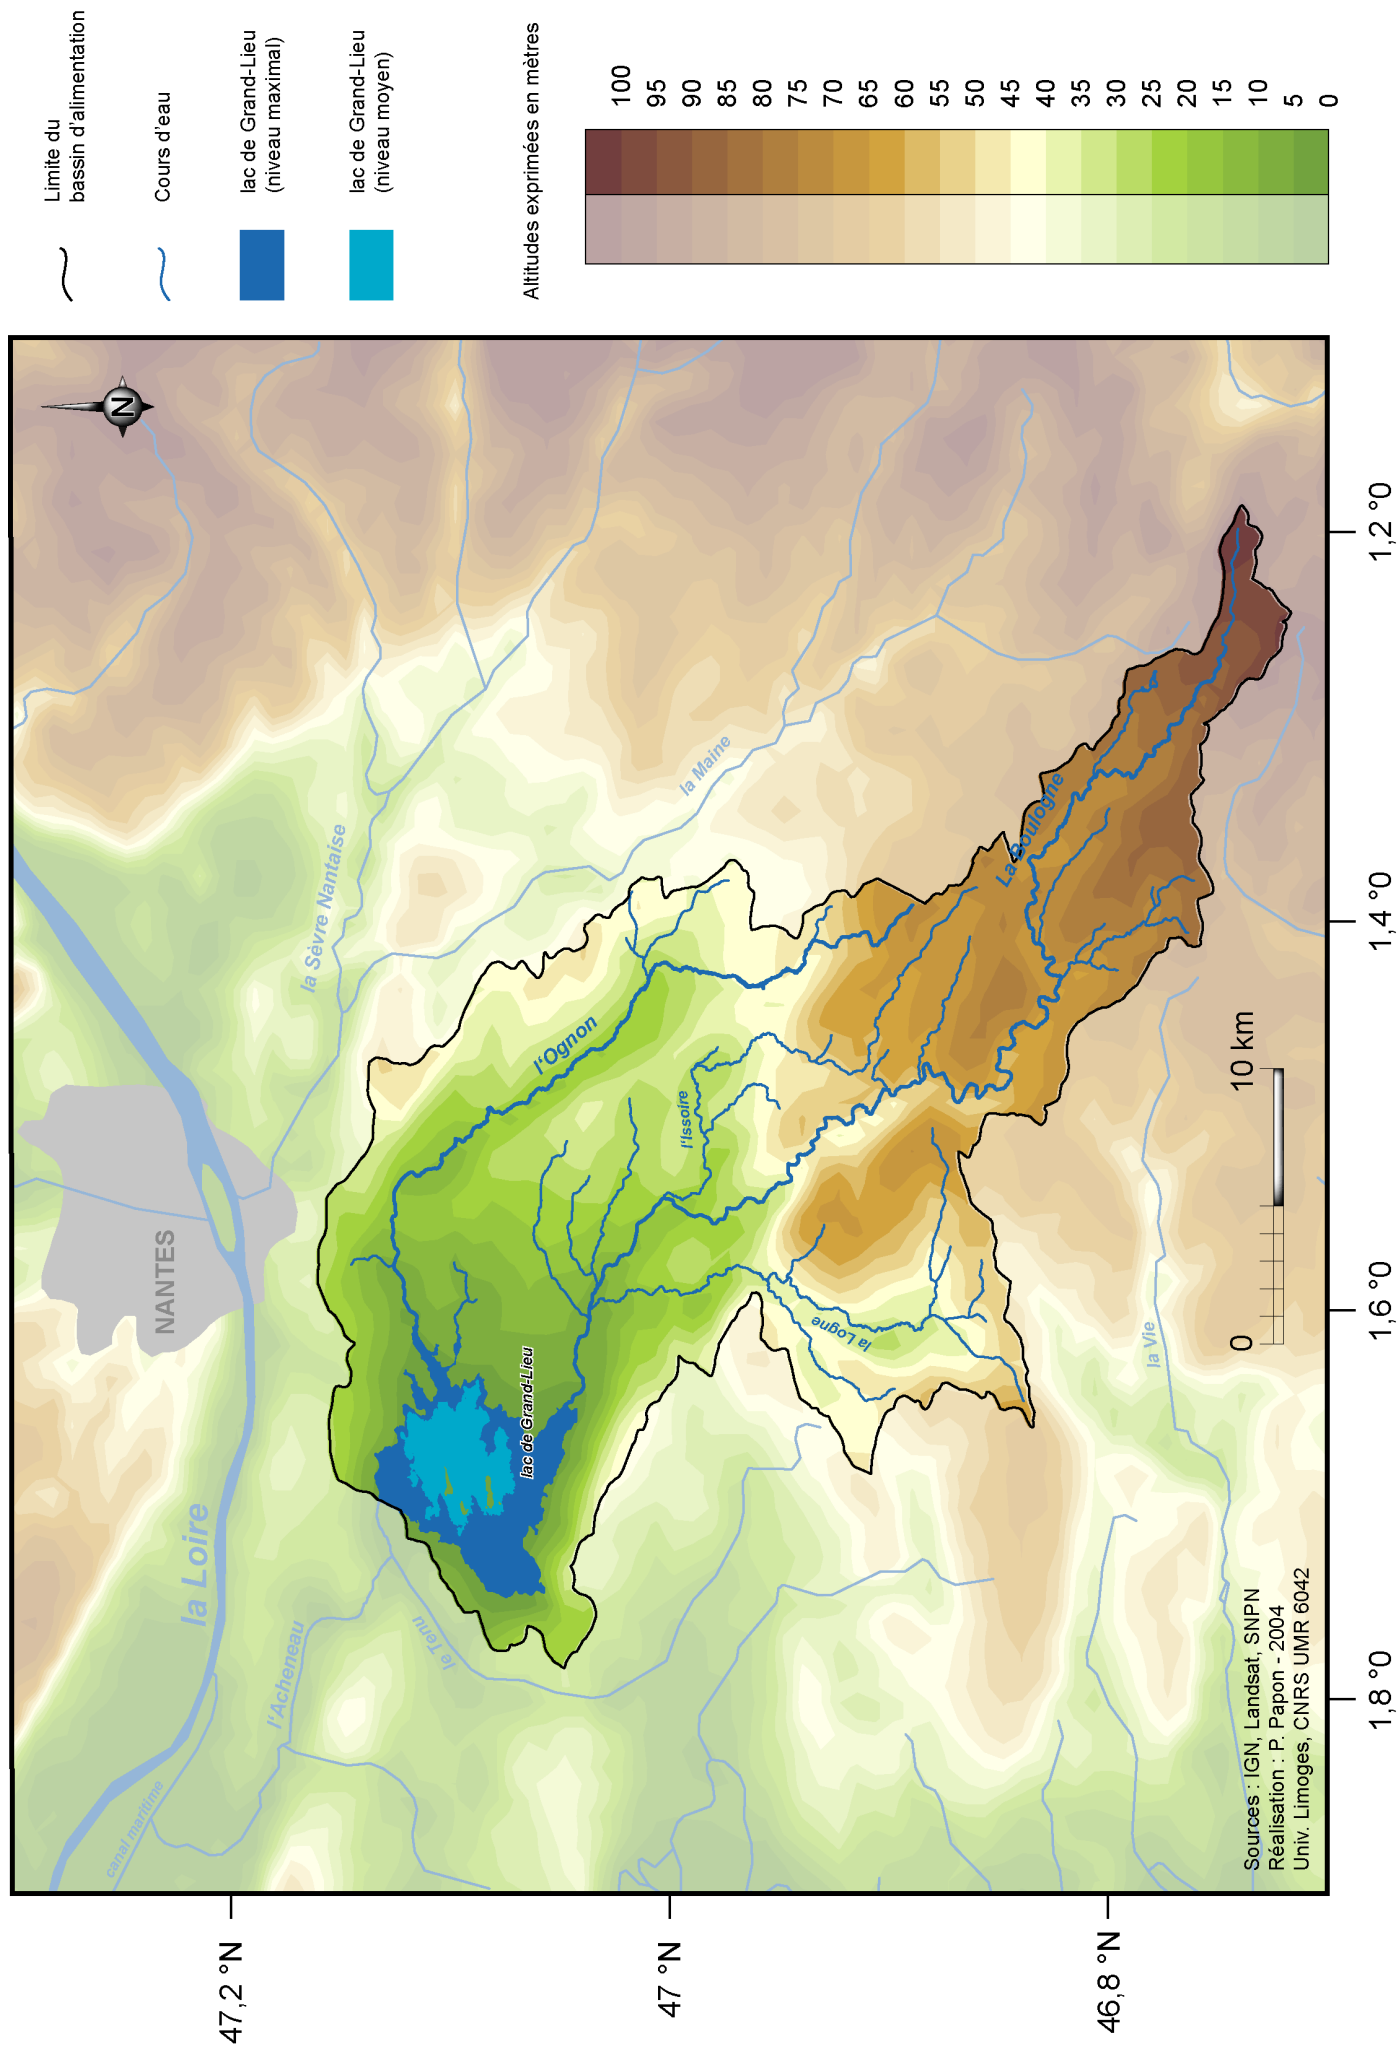 Limite du
bassin d'alimentation
Cours d'eau
lac de Grand-Lieu
(niveau maximal)
lac de Grand-Lieu
(niveau moyen)
Altitudes exprimées en mètres
100
95
90
85
80
75
70
65
60
55
50
45
40
35
30
25
20
15
10
5
0
N
NANTES
la Loire
canal maritime
l'Acheneau
le Tenu
la Sèvre Nantaise
la Maine
l'Ognon
l'Issoire
lac de Grand-Lieu
la Logne
La Boulogne
la Vie
0
10 km
Sources : IGN, Landsat, SNPN
Réalisation : P. Papon - 2004
Univ. Limoges, CNRS UMR 6042
47,2 °N
47 °N
46,8 °N
1,8 °O
1,6 °O
1,4 °O
1,2 °O